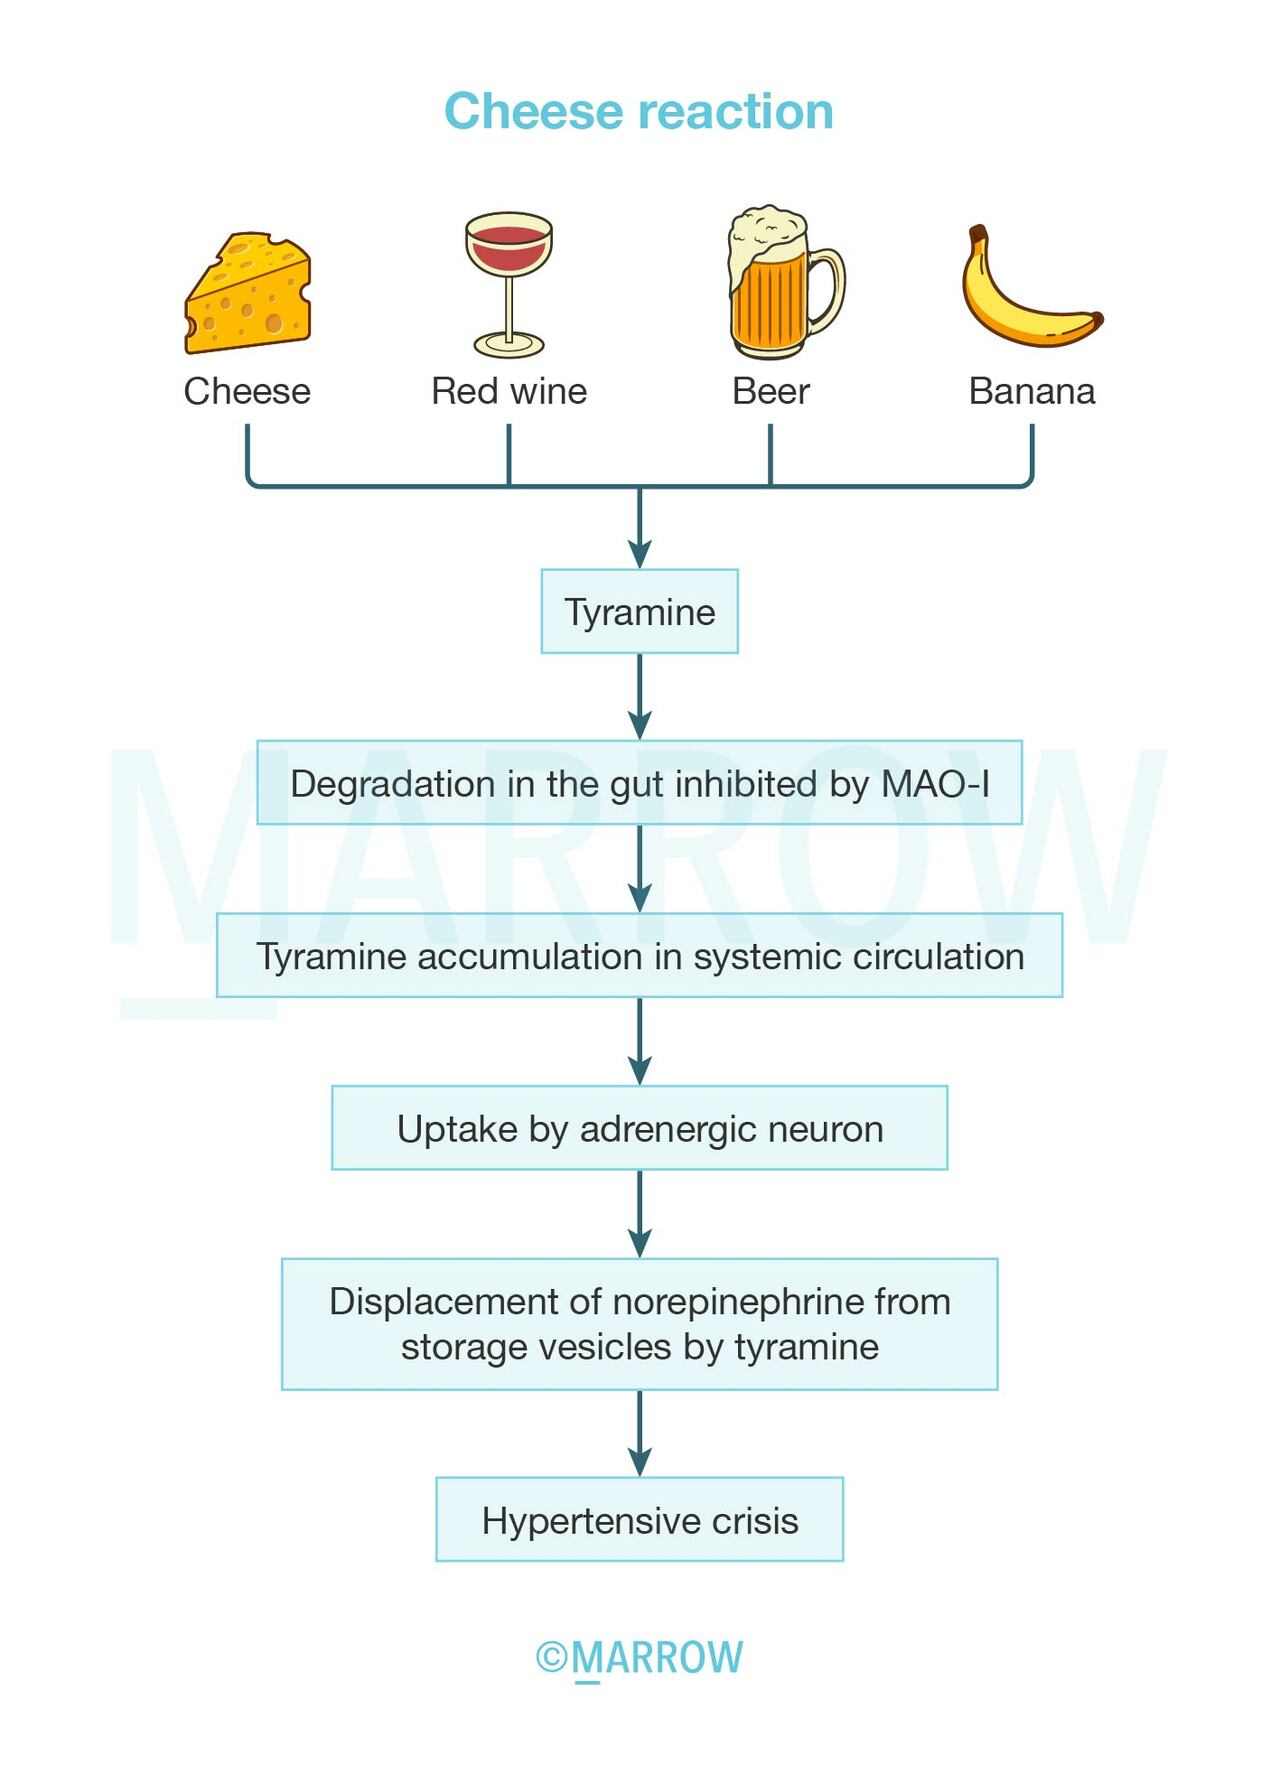 Cheese reaction
Cheese
Red wine
Beer
Banana
Tyramine
Degradation in the gut inhibited by MAO-I
MARROW
Tyramine accumulation in systemic circulation
Uptake by adrenergic neuron
Displacement of norepinephrine from
storage vesicles by tyramine
Hypertensive crisis
©MARROW